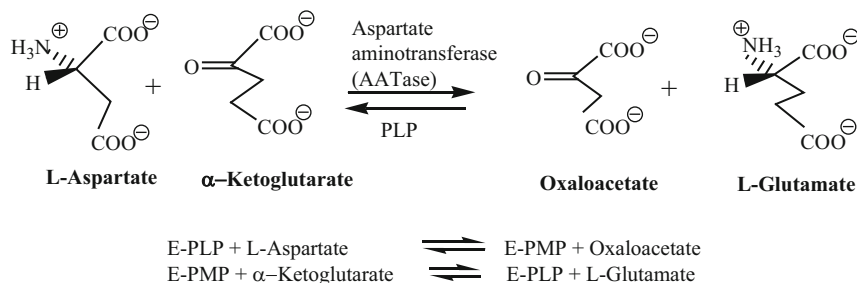 H₃N⊕ COO⊖
H
COO⊖
L-Aspartate
+
COO⊖
O
COO⊖
α–Ketoglutarate
Aspartate
aminotransferase
(AATase)
PLP
COO⊖
O
COO⊖
Oxaloacetate
+
⊕
NH₃ COO⊖
H
COO⊖
L-Glutamate
E-PLP + L-Aspartate ⇌ E-PMP + Oxaloacetate
E-PMP + α–Ketoglutarate ⇌ E-PLP + L-Glutamate